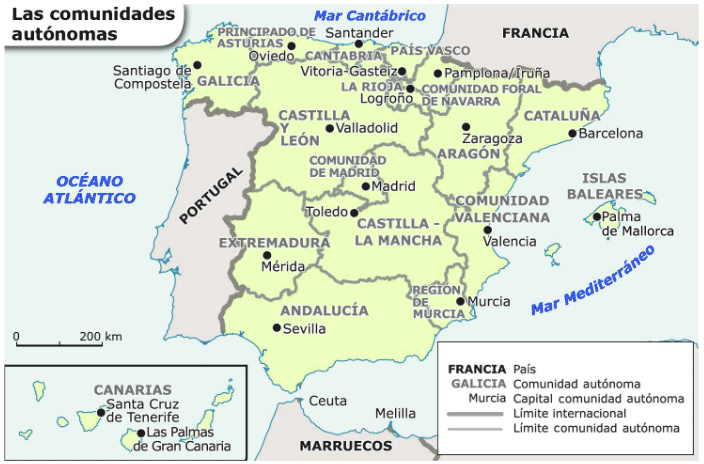 Las comunidades
autónomas
Mar Cantábrico
FRANCIA
PRINCIPADO DE
ASTURIAS
Oviedo
Santander
CANTABRIA
PAÍS VASCO
Vitoria-Gasteiz
Pamplona/Iruña
Santiago de
Compostela
GALICIA
LA RIOJA
Logroño
COMUNIDAD FORAL
DE NAVARRA
CASTILLA
Y
LEÓN
Valladolid
Zaragoza
ARAGÓN
CATALUÑA
Barcelona
OCÉANO
ATLÁNTICO
PORTUGAL
COMUNIDAD
DE MADRID
Madrid
ISLAS
BALEARES
Palma
de Mallorca
Toledo
CASTILLA -
LA MANCHA
COMUNIDAD
VALENCIANA
Valencia
EXTREMADURA
Mérida
Mar Mediterráneo
REGIÓN
DE
MURCIA
Murcia
ANDALUCÍA
Sevilla
0 200 km
CANARIAS
Santa Cruz
de Tenerife
Las Palmas
de Gran Canaria
Ceuta
Melilla
MARRUECOS
FRANCIA País
GALICIA Comunidad autónoma
Murcia Capital comunidad autónoma
Límite internacional
Límite comunidad autónoma